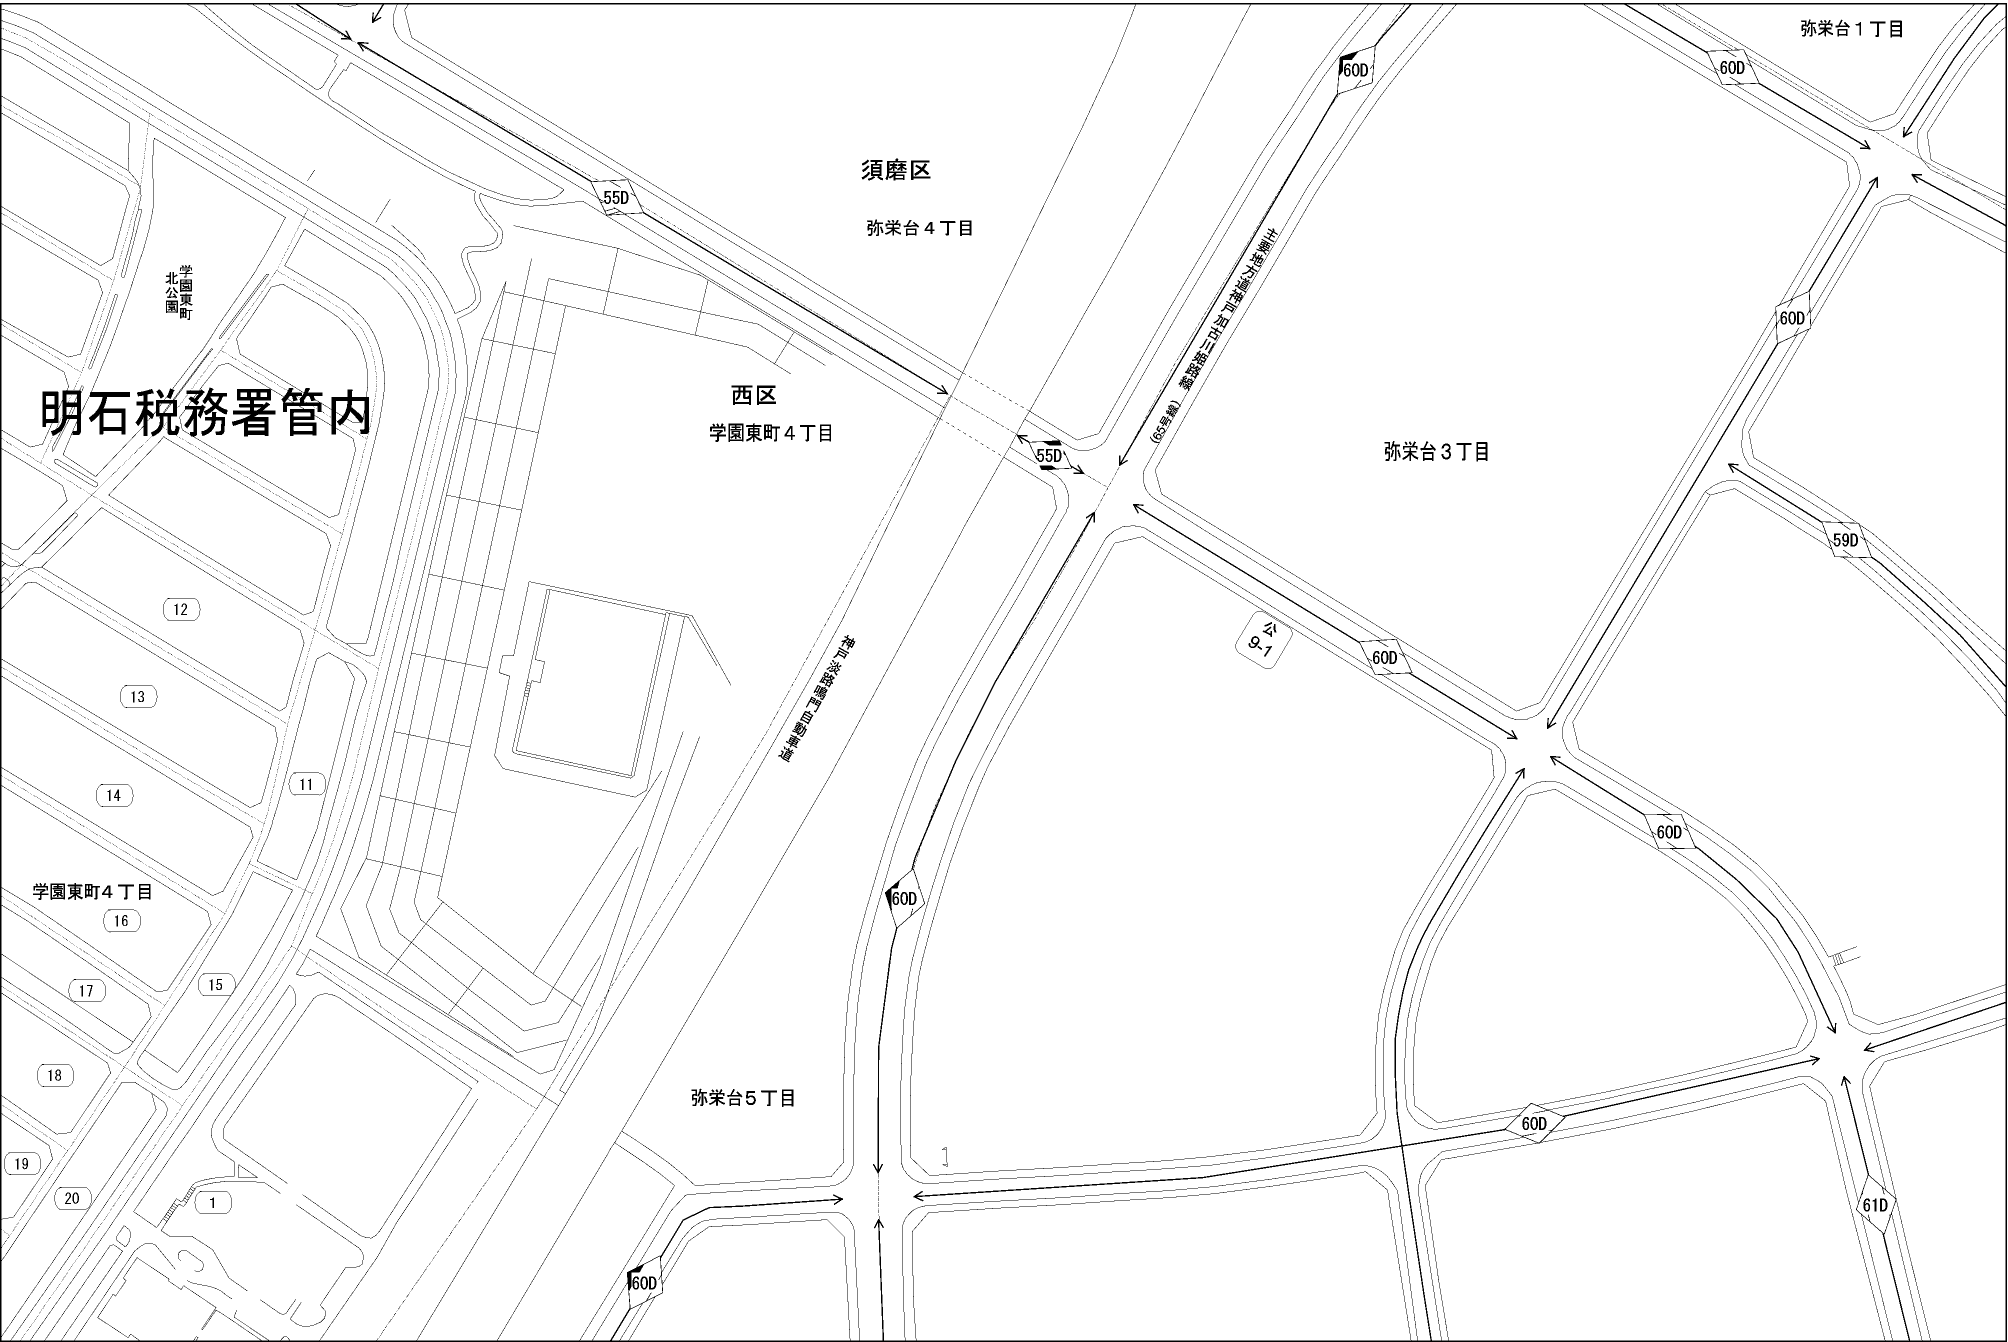 弥栄台１丁目
60D
60D
須磨区
55D
弥栄台４丁目
学園東町
北公園
主要地方道神戸加古川姫路線
(65号線)
60D
明石税務署管内
西区
学園東町４丁目
55D
弥栄台３丁目
59D
12
公
9-1
60D
神戸淡路鳴門自動車道
13
11
14
60D
学園東町４丁目
16
60D
15
17
18
弥栄台５丁目
60D
19
20
1
61D
60D